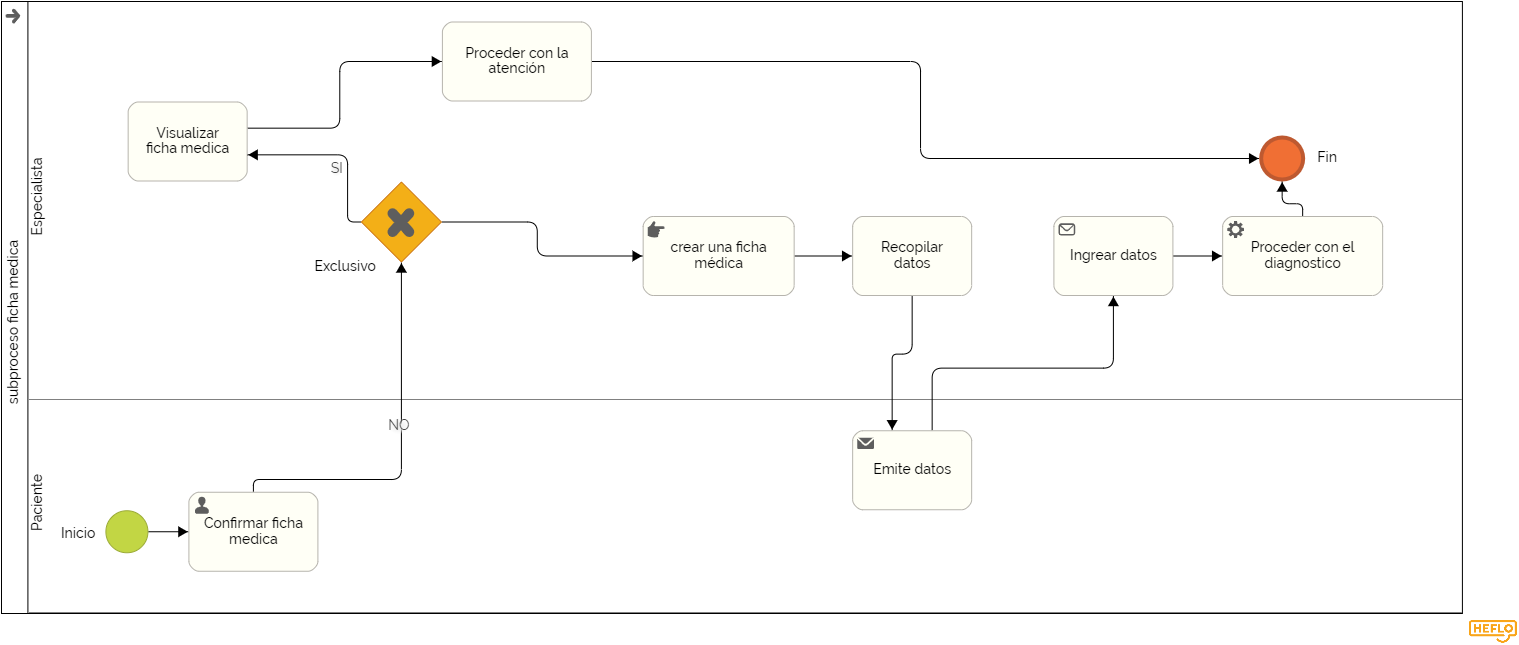 subproceso ficha medica
Especialista
Proceder con la
atención
Visualizar
ficha medica
SI
Exclusivo
crear una ficha
médica
Recopilar
datos
Ingrear datos
Proceder con el
diagnostico
Fin
Paciente
NO
Inicio
Confirmar ficha
medica
Emite datos
HEFLO